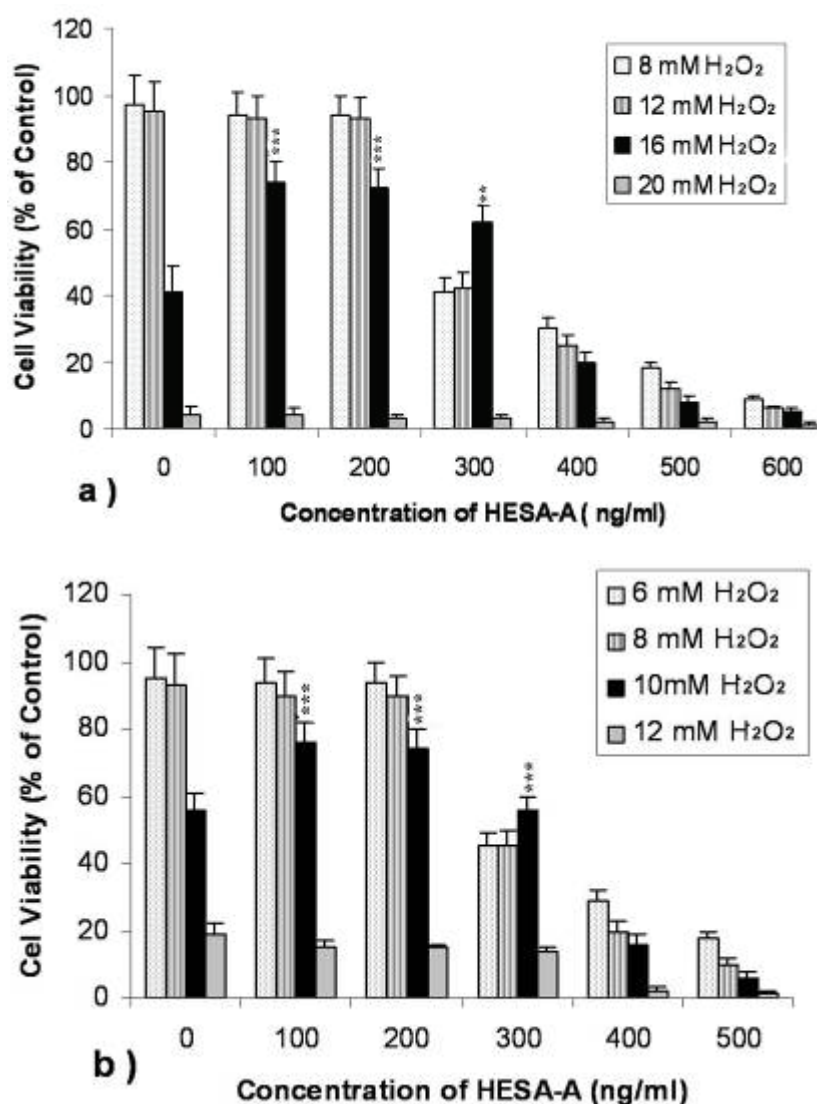 120
100
80
60
40
20
0
Cell Viability (% of Control)
8 mM H₂O₂
12 mM H₂O₂
16 mM H₂O₂
20 mM H₂O₂
***
***
**
0 100 200 300 400 500 600
a )
Concentration of HESA-A ( ng/ml)
120
100
80
60
40
20
0
Cel Viability (% of Control)
6 mM H₂O₂
8 mM H₂O₂
10mM H₂O₂
12 mM H₂O₂
***
***
***
0 100 200 300 400 500
b )
Concentration of HESA-A (ng/ml)